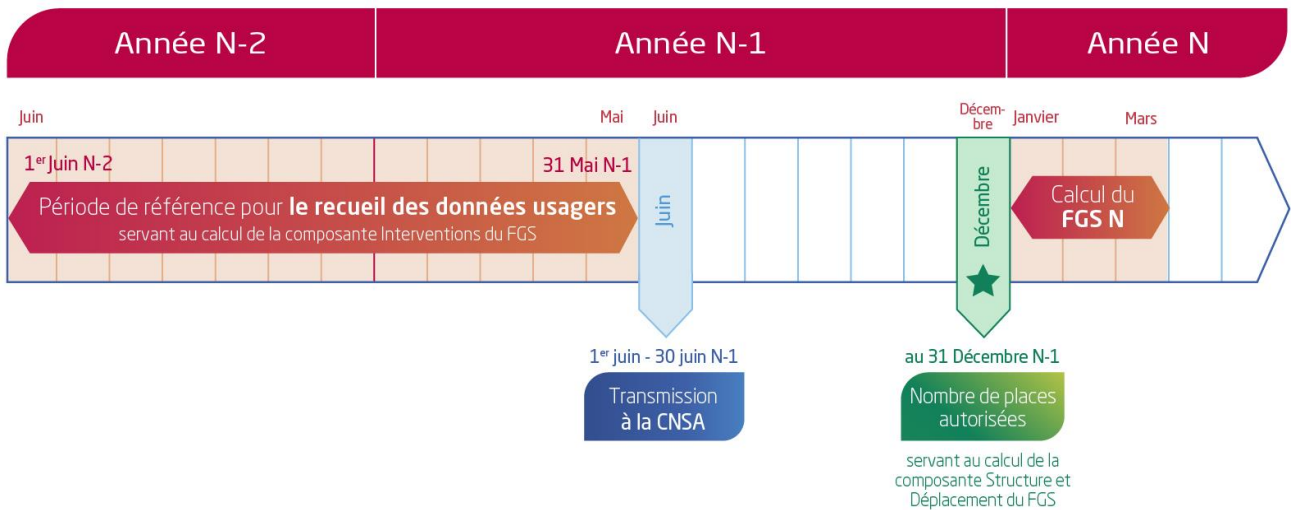 Année N-2
Année N-1
Année N
Juin
Mai
Juin
Décem-
bre
Janvier
Mars
1er Juin N-2
31 Mai N-1
Période de référence pour le recueil des données usagers
servant au calcul de la composante Interventions du FGS
Juin
Décembre
Calcul du
FGS N
1er juin - 30 juin N-1
Transmission
à la CNSA
au 31 Décembre N-1
Nombre de places
autorisées
servant au calcul de la
composante Structure et
Déplacement du FGS